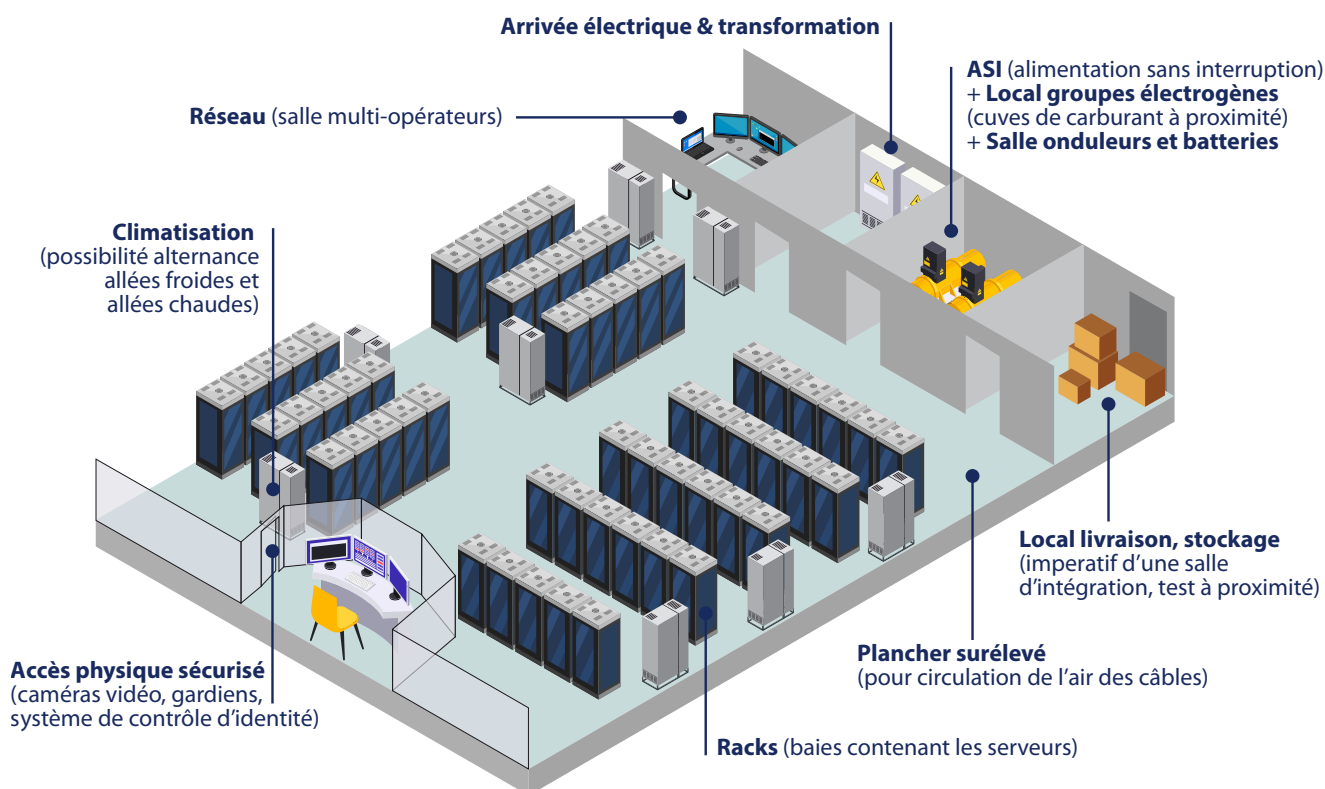 Arrivée électrique & transformation
ASI (alimentation sans interruption)
+ Local groupes électrogènes
(cuves de carburant à proximité)
+ Salle onduleurs et batteries
Réseau (salle multi-opérateurs)
Climatisation
(possibilité alternance
allées froides et
allées chaudes)
Local livraison, stockage
(imperatif d’une salle
d’intégration, test à proximité)
Plancher surélevé
(pour circulation de l’air des câbles)
Accès physique sécurisé
(caméras vidéo, gardiens,
système de contrôle d’identité)
Racks (baies contenant les serveurs)